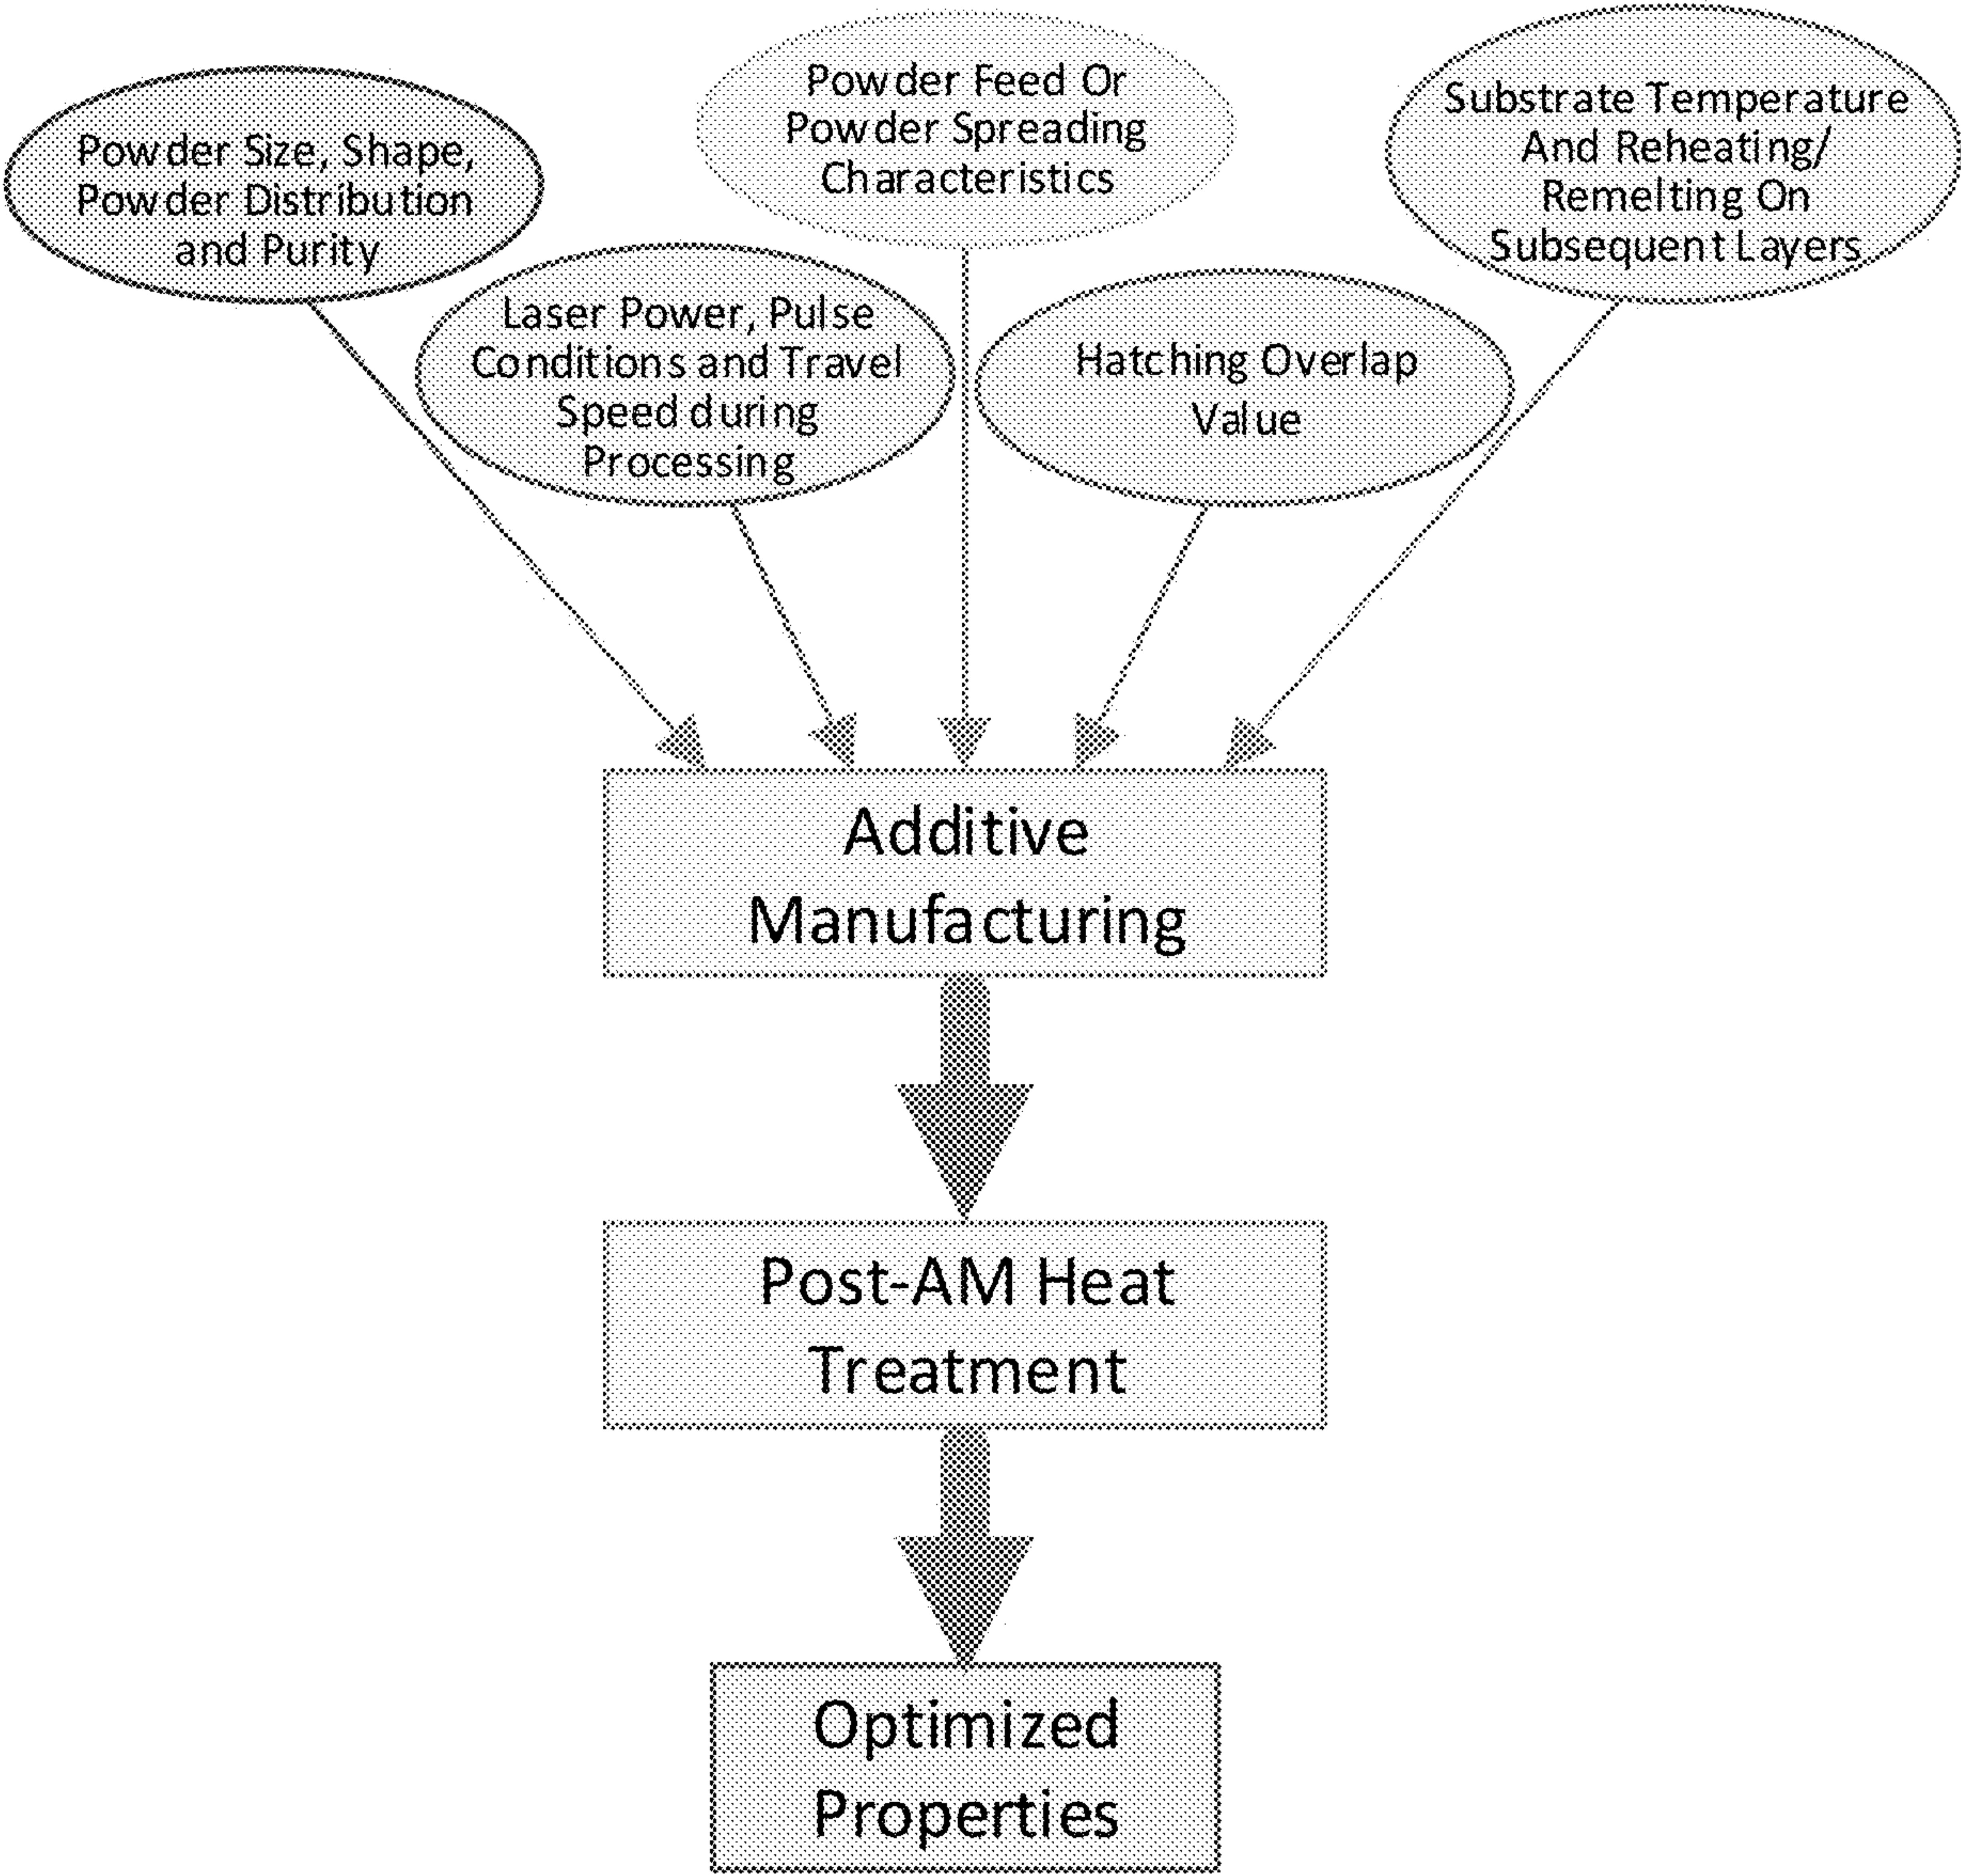 Powder Size, Shape,
Powder Distribution
and Purity
Powder Feed Or
Powder Spreading
Characteristics
Substrate Temperature
And Reheating/
Remelting On
Subsequent Layers
Laser Power, Pulse
Conditions and Travel
Speed during
Processing
Hatching Overlap
Value
Additive
Manufacturing
Post-AM Heat
Treatment
Optimized
Properties